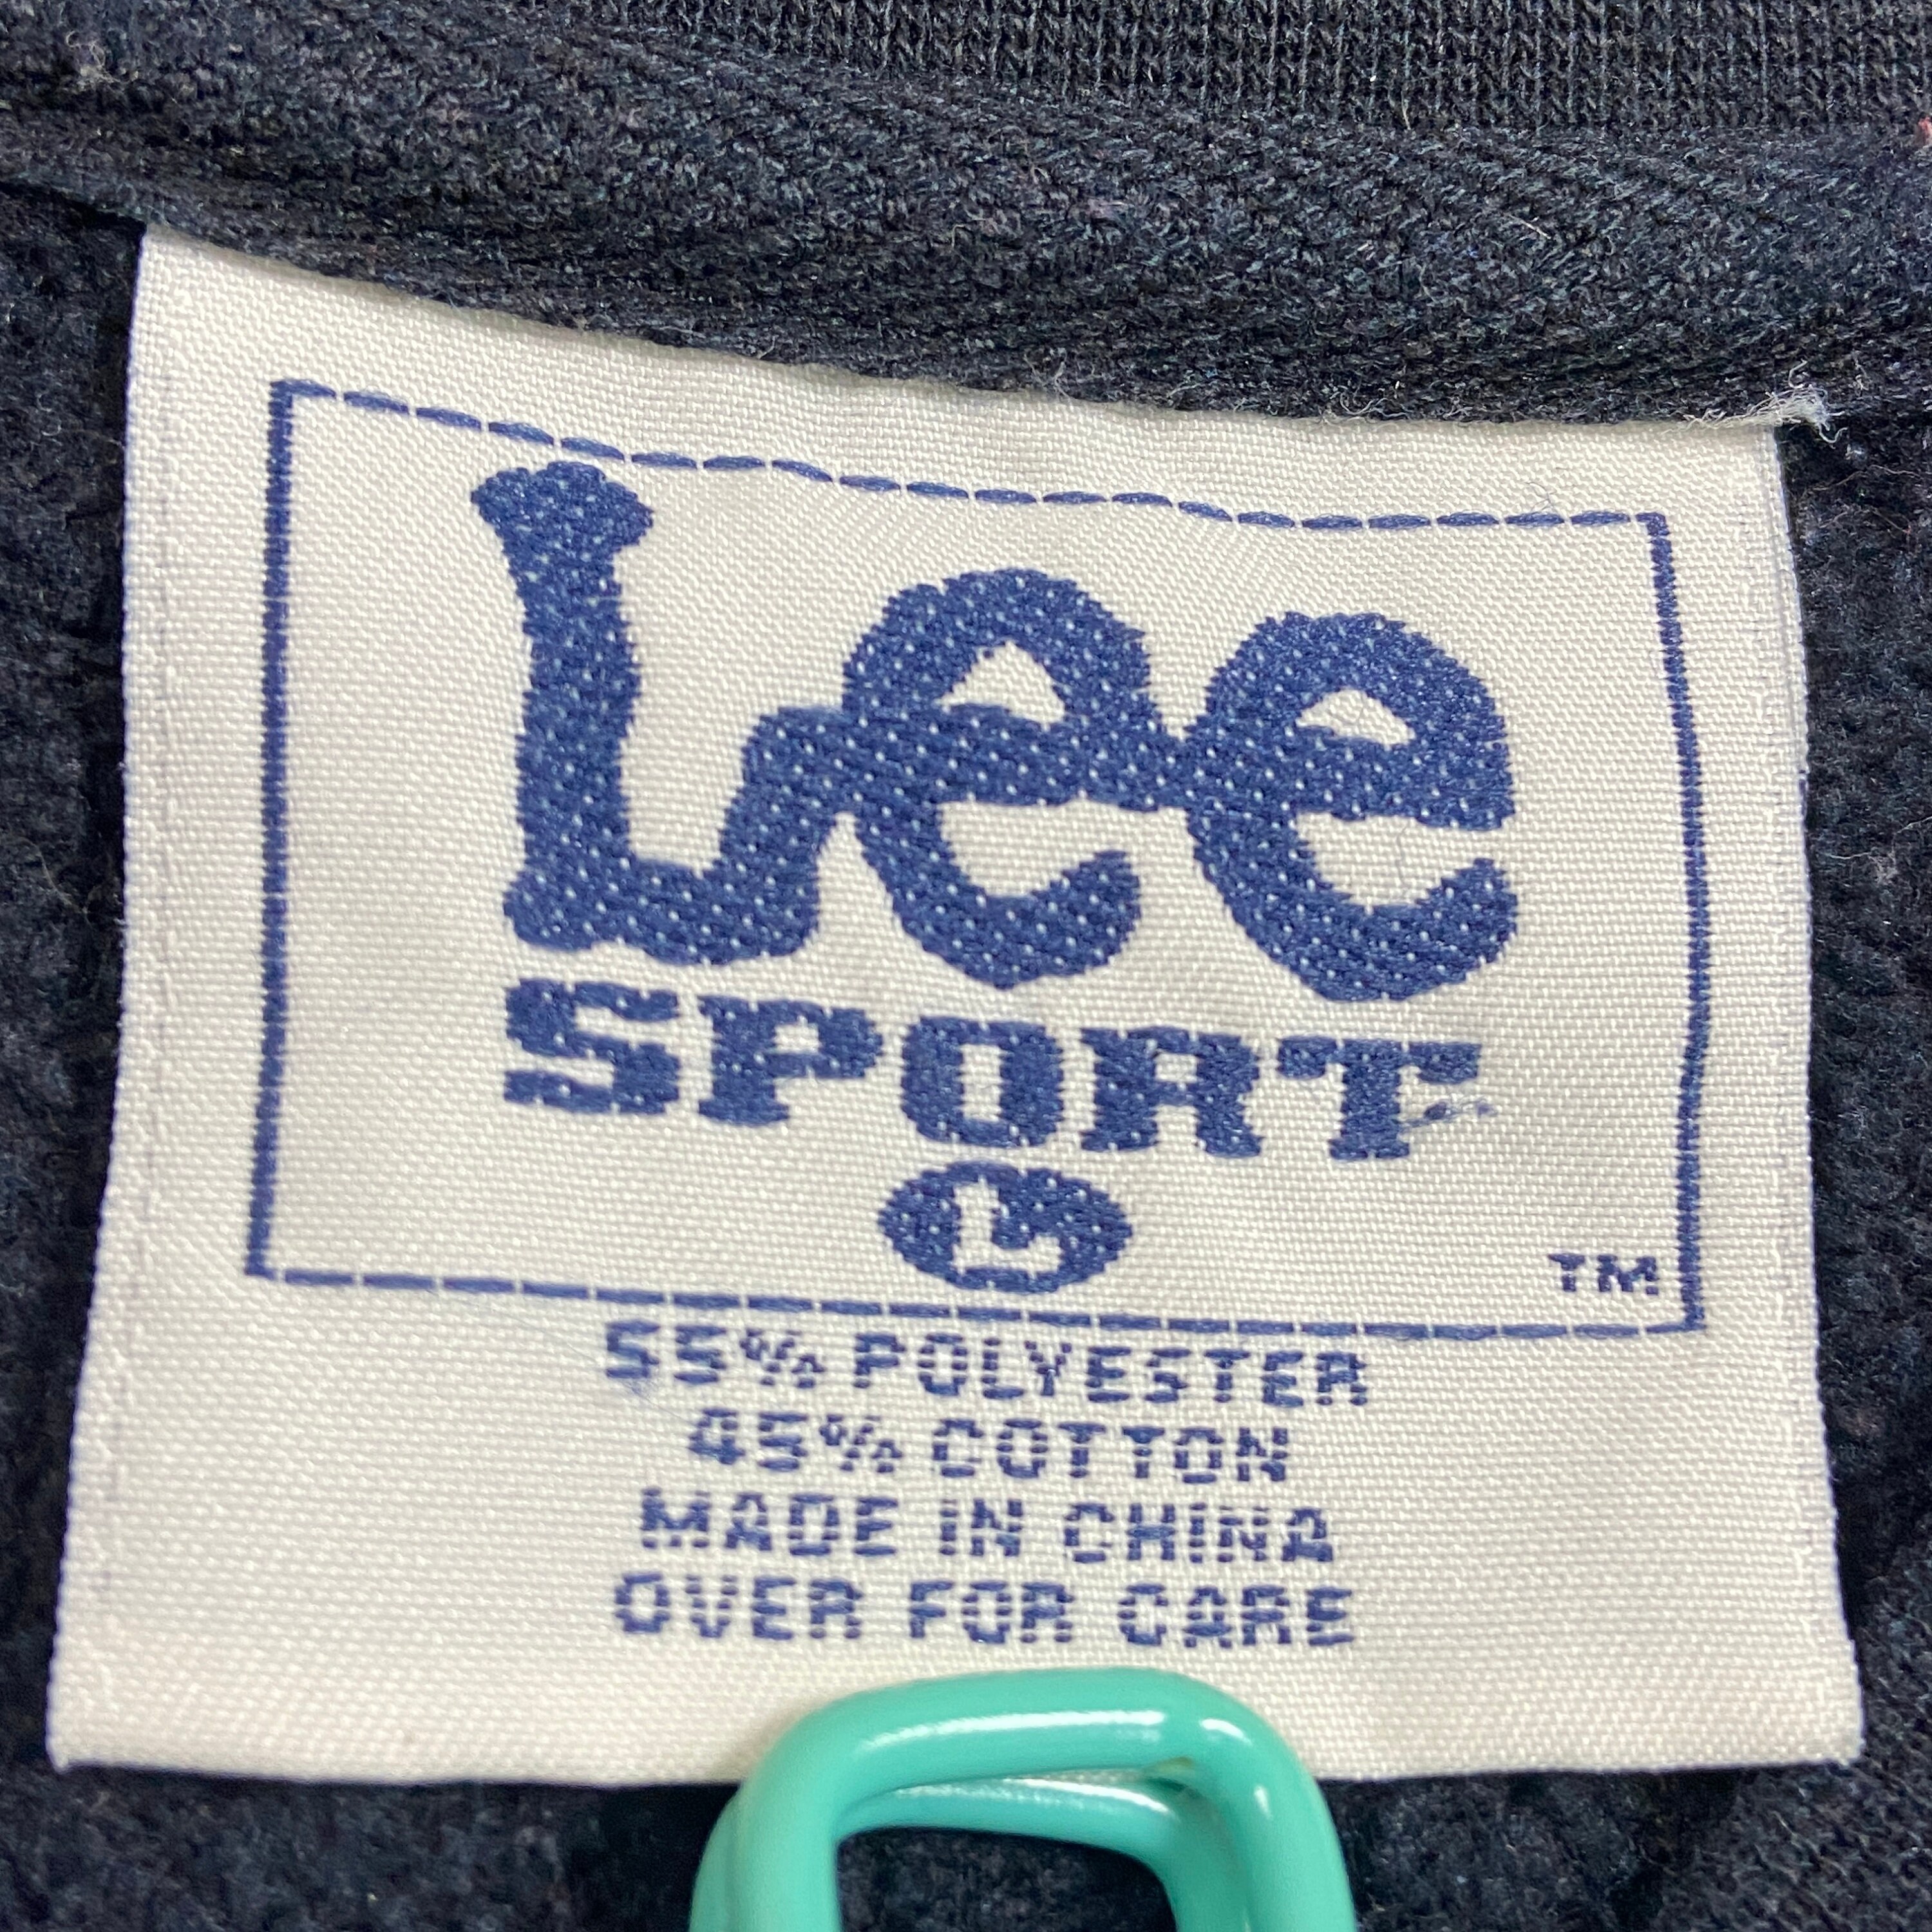 Lee
SPORT
L
TM
55% POLYESTER
45% COTTON
MADE IN CHINA
OVER FOR CARE